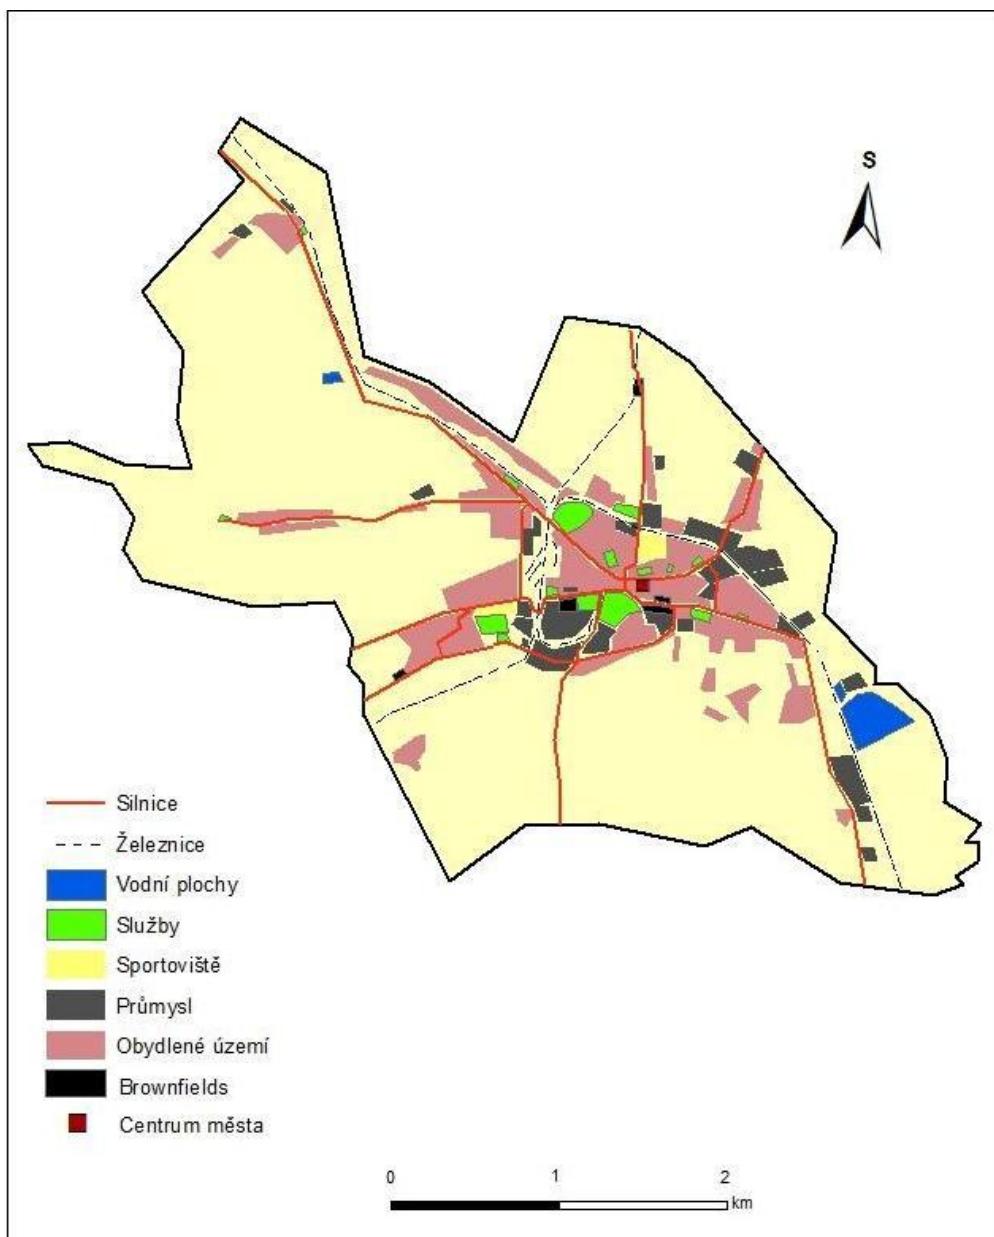 S
Silnice
Železnice
Vodní plochy
Služby
Sportoviště
Průmysl
Obydlené území
Brownfields
Centrum města
0 1 2
km